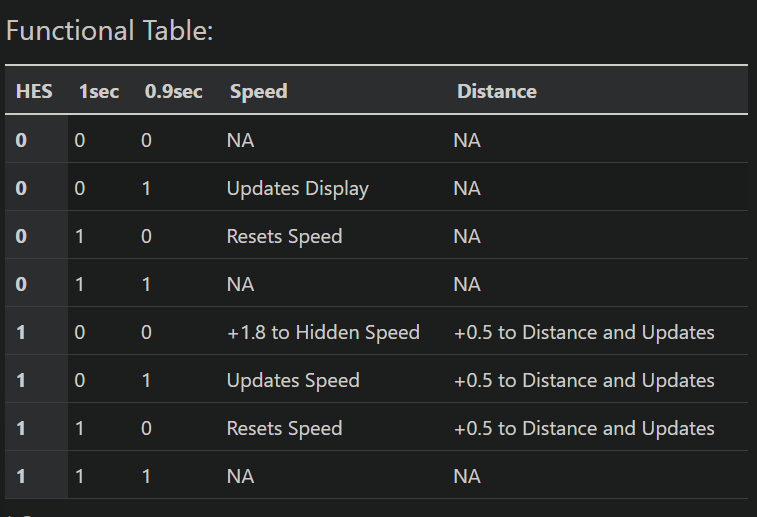 Functional Table:
HES 1sec 0.9sec Speed Distance
0 0 0 NA NA
0 0 1 Updates Display NA
0 1 0 Resets Speed NA
0 1 1 NA NA
1 0 0 +1.8 to Hidden Speed +0.5 to Distance and Updates
1 0 1 Updates Speed +0.5 to Distance and Updates
1 1 0 Resets Speed +0.5 to Distance and Updates
1 1 1 NA NA